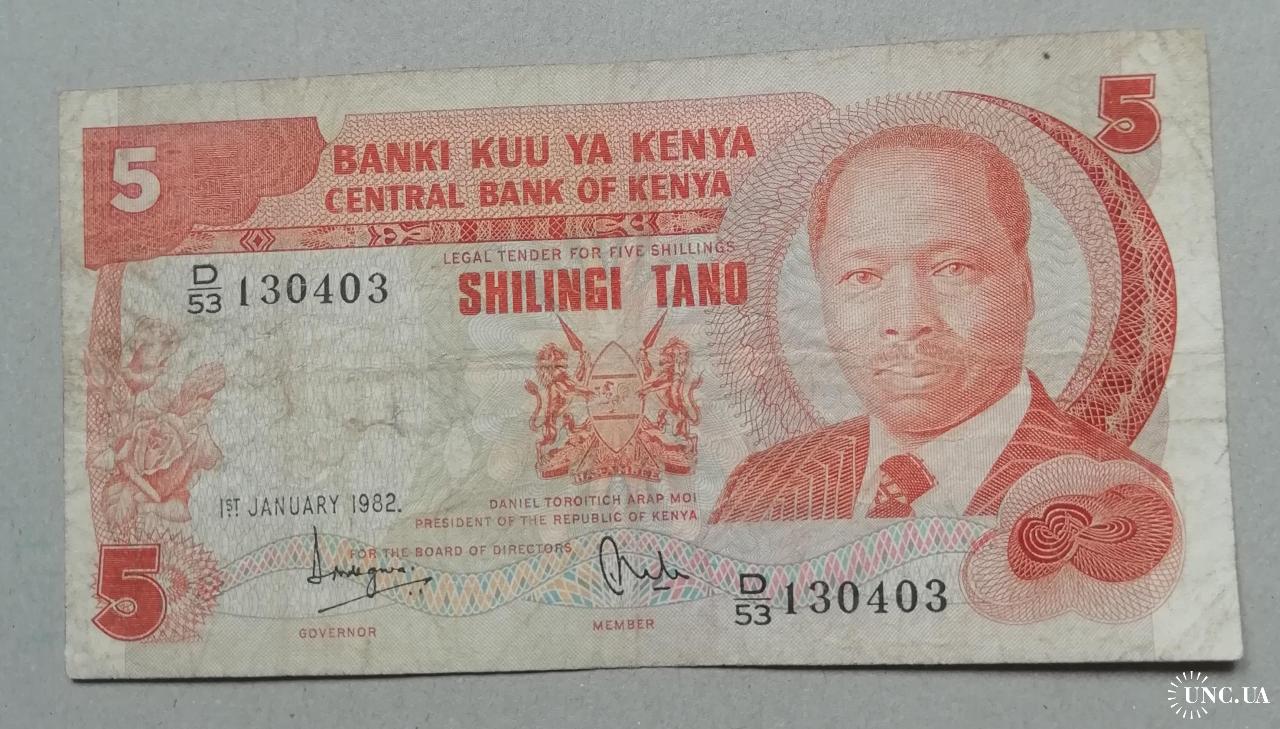 5
5
BANKI KUU YA KENYA
CENTRAL BANK OF KENYA
LEGAL TENDER FOR FIVE SHILLINGS
SHILINGI TANO
D/53 130403
1ST JANUARY 1982.
DANIEL TOROITICH ARAP MOI
PRESIDENT OF THE REPUBLIC OF KENYA
FOR THE BOARD OF DIRECTORS
5
D/53 130403
GOVERNOR
MEMBER
UNC.UA